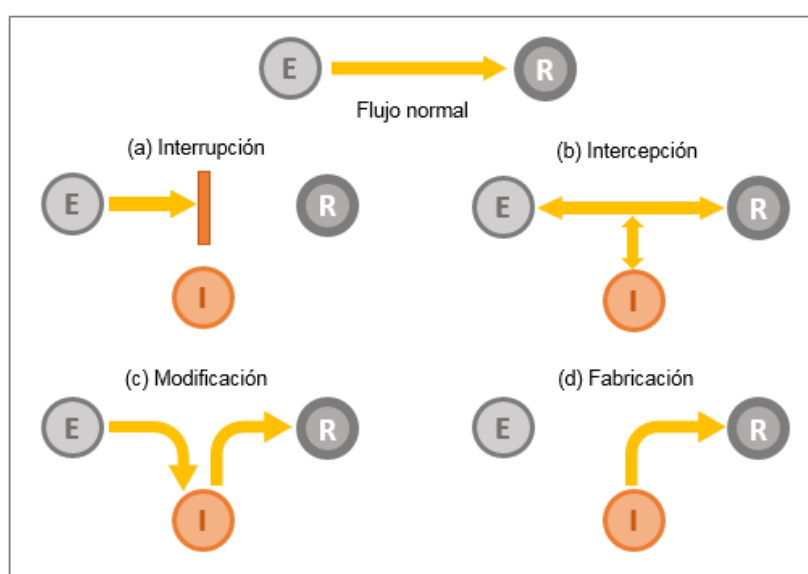 E R
Flujo normal
(a) Interrupción
(b) Intercepción
E R
E R
I
I
(c) Modificación
(d) Fabricación
E R
E R
I
I